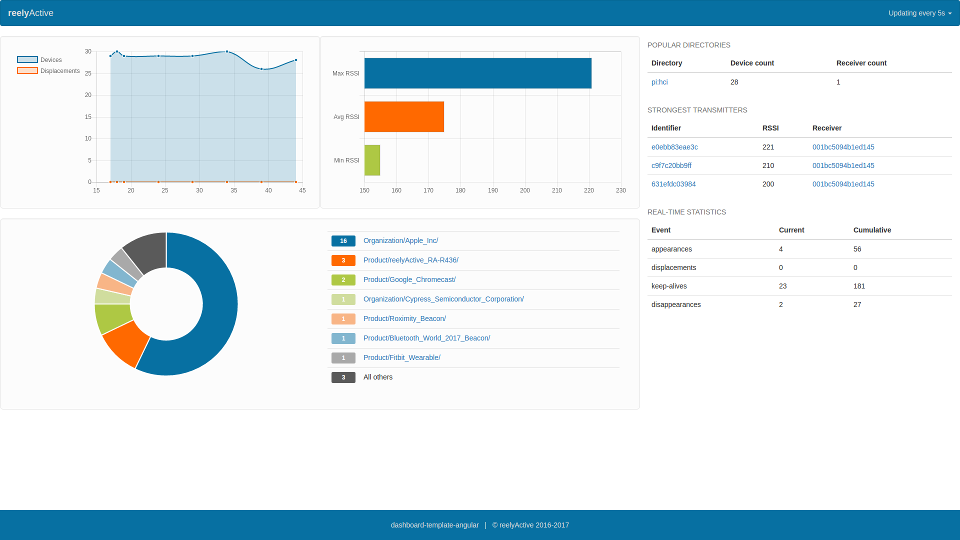 reelyActive
Updating every 5s
Devices
Displacements
30
25
20
15
10
5
0
15 20 25 30 35 40 45
Max RSSI
Avg RSSI
Min RSSI
150 160 170 180 190 200 210 220 230
POPULAR DIRECTORIES
Directory Device count Receiver count
pi:hci 28 1
STRONGEST TRANSMITTERS
Identifier RSSI Receiver
e0ebb83eae3c 221 001bc5094b1ed145
c9f7c20bb9ff 210 001bc5094b1ed145
631efdc03984 200 001bc5094b1ed145
REAL-TIME STATISTICS
Event Current Cumulative
appearances 4 56
displacements 0 0
keep-alives 23 181
disappearances 2 27
16 Organization/Apple_Inc/
3 Product/reelyActive_RA-R436/
2 Product/Google_Chromecast/
1 Organization/Cypress_Semiconductor_Corporation/
1 Product/Roximity_Beacon/
1 Product/Bluetooth_World_2017_Beacon/
1 Product/Fitbit_Wearable/
3 All others
dashboard-template-angular | © reelyActive 2016-2017